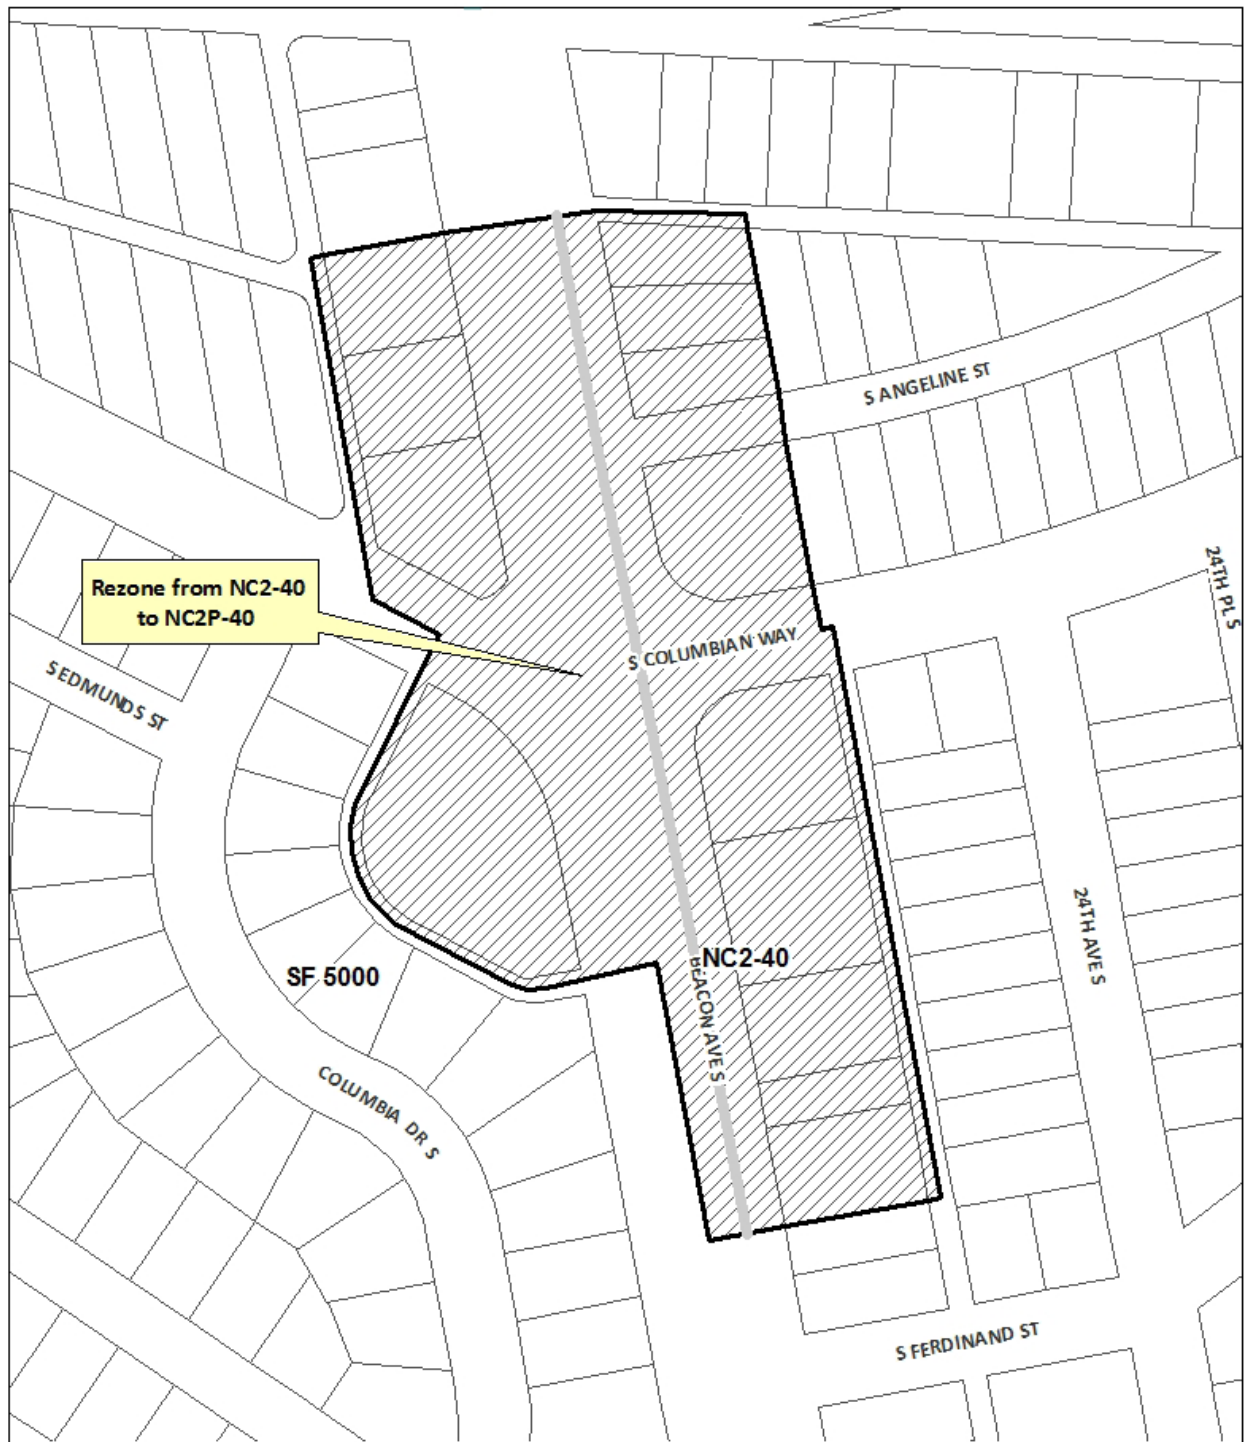 S ANGELINE ST
24TH PL S
Rezone from NC2-40
to NC2P-40
S COLUMBIAN WAY
S EDMUNDS ST
24TH AVE S
NC2-40
BEACON AVE S
SF 5000
COLUMBIA DR S
S FERDINAND ST